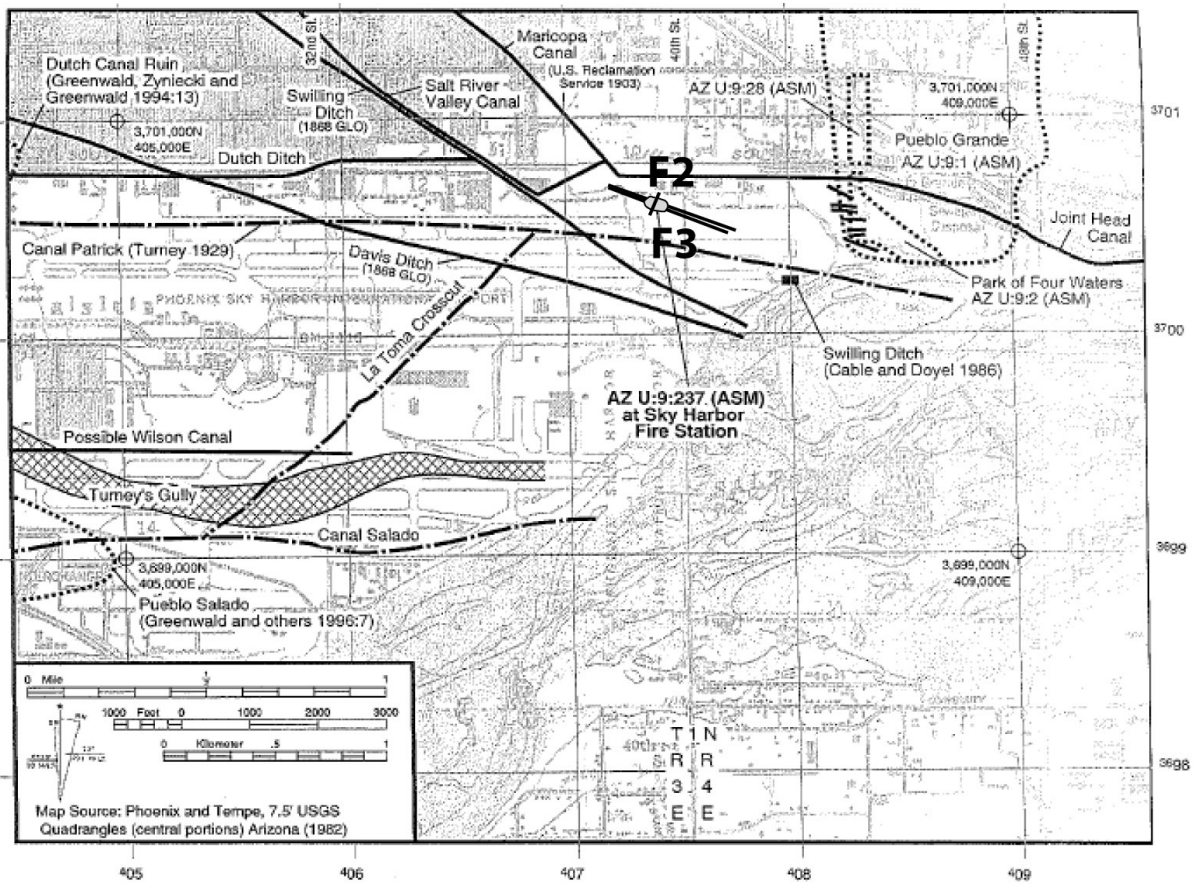 Dutch Canal Ruin
(Greenwald, Zyniecki and
Greenwald 1994:13)
3,701,000N
405,000E
32nd St.
Swilling
Ditch
(1868 GLO)
Salt River
Valley Canal
Maricopa
Canal
(U.S. Reclamation
Service 1903)
40th St.
48th St.
AZ U:9:28 (ASM)
3,701,000N
409,000E
3701
Pueblo Grande
AZ U:9:1 (ASM)
Dutch Ditch
12
F2
F3
Joint Head
Canal
Canal Patrick (Turney 1929)
Davis Ditch
(1868 GLO)
Park of Four Waters
AZ U:9:2 (ASM)
PHOENIX SKY HARBOR INTERNATIONAL AIRPORT
3700
La Toma Crosscut
Swilling Ditch
(Cable and Doyel 1986)
AZ U:9:237. (ASM)
at Sky Harbor
Fire Station
Possible Wilson Canal
Turney's Gully
14
Canal Salado
3,699,000N
405,000E
3,699,000N
409,000E
3699
Pueblo Salado
(Greenwald and others 1996:7)
0 Mile ½ 1
1000 Feet 0 1000 2000 3000
0 Kilometer .5 1
T 1 N
R R
3 4
E E
3698
Map Source: Phoenix and Tempe, 7.5' USGS
Quadrangles (central portions) Arizona (1982)
405 406 407 408 409